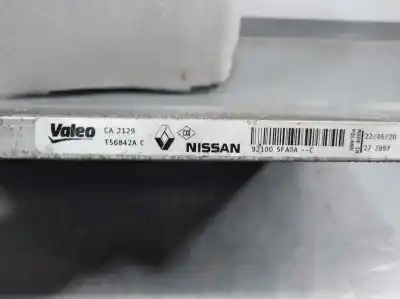 Valeo
CA 2129
T56842A C
NISSAN
92100 5FA0A --C
22/05/20